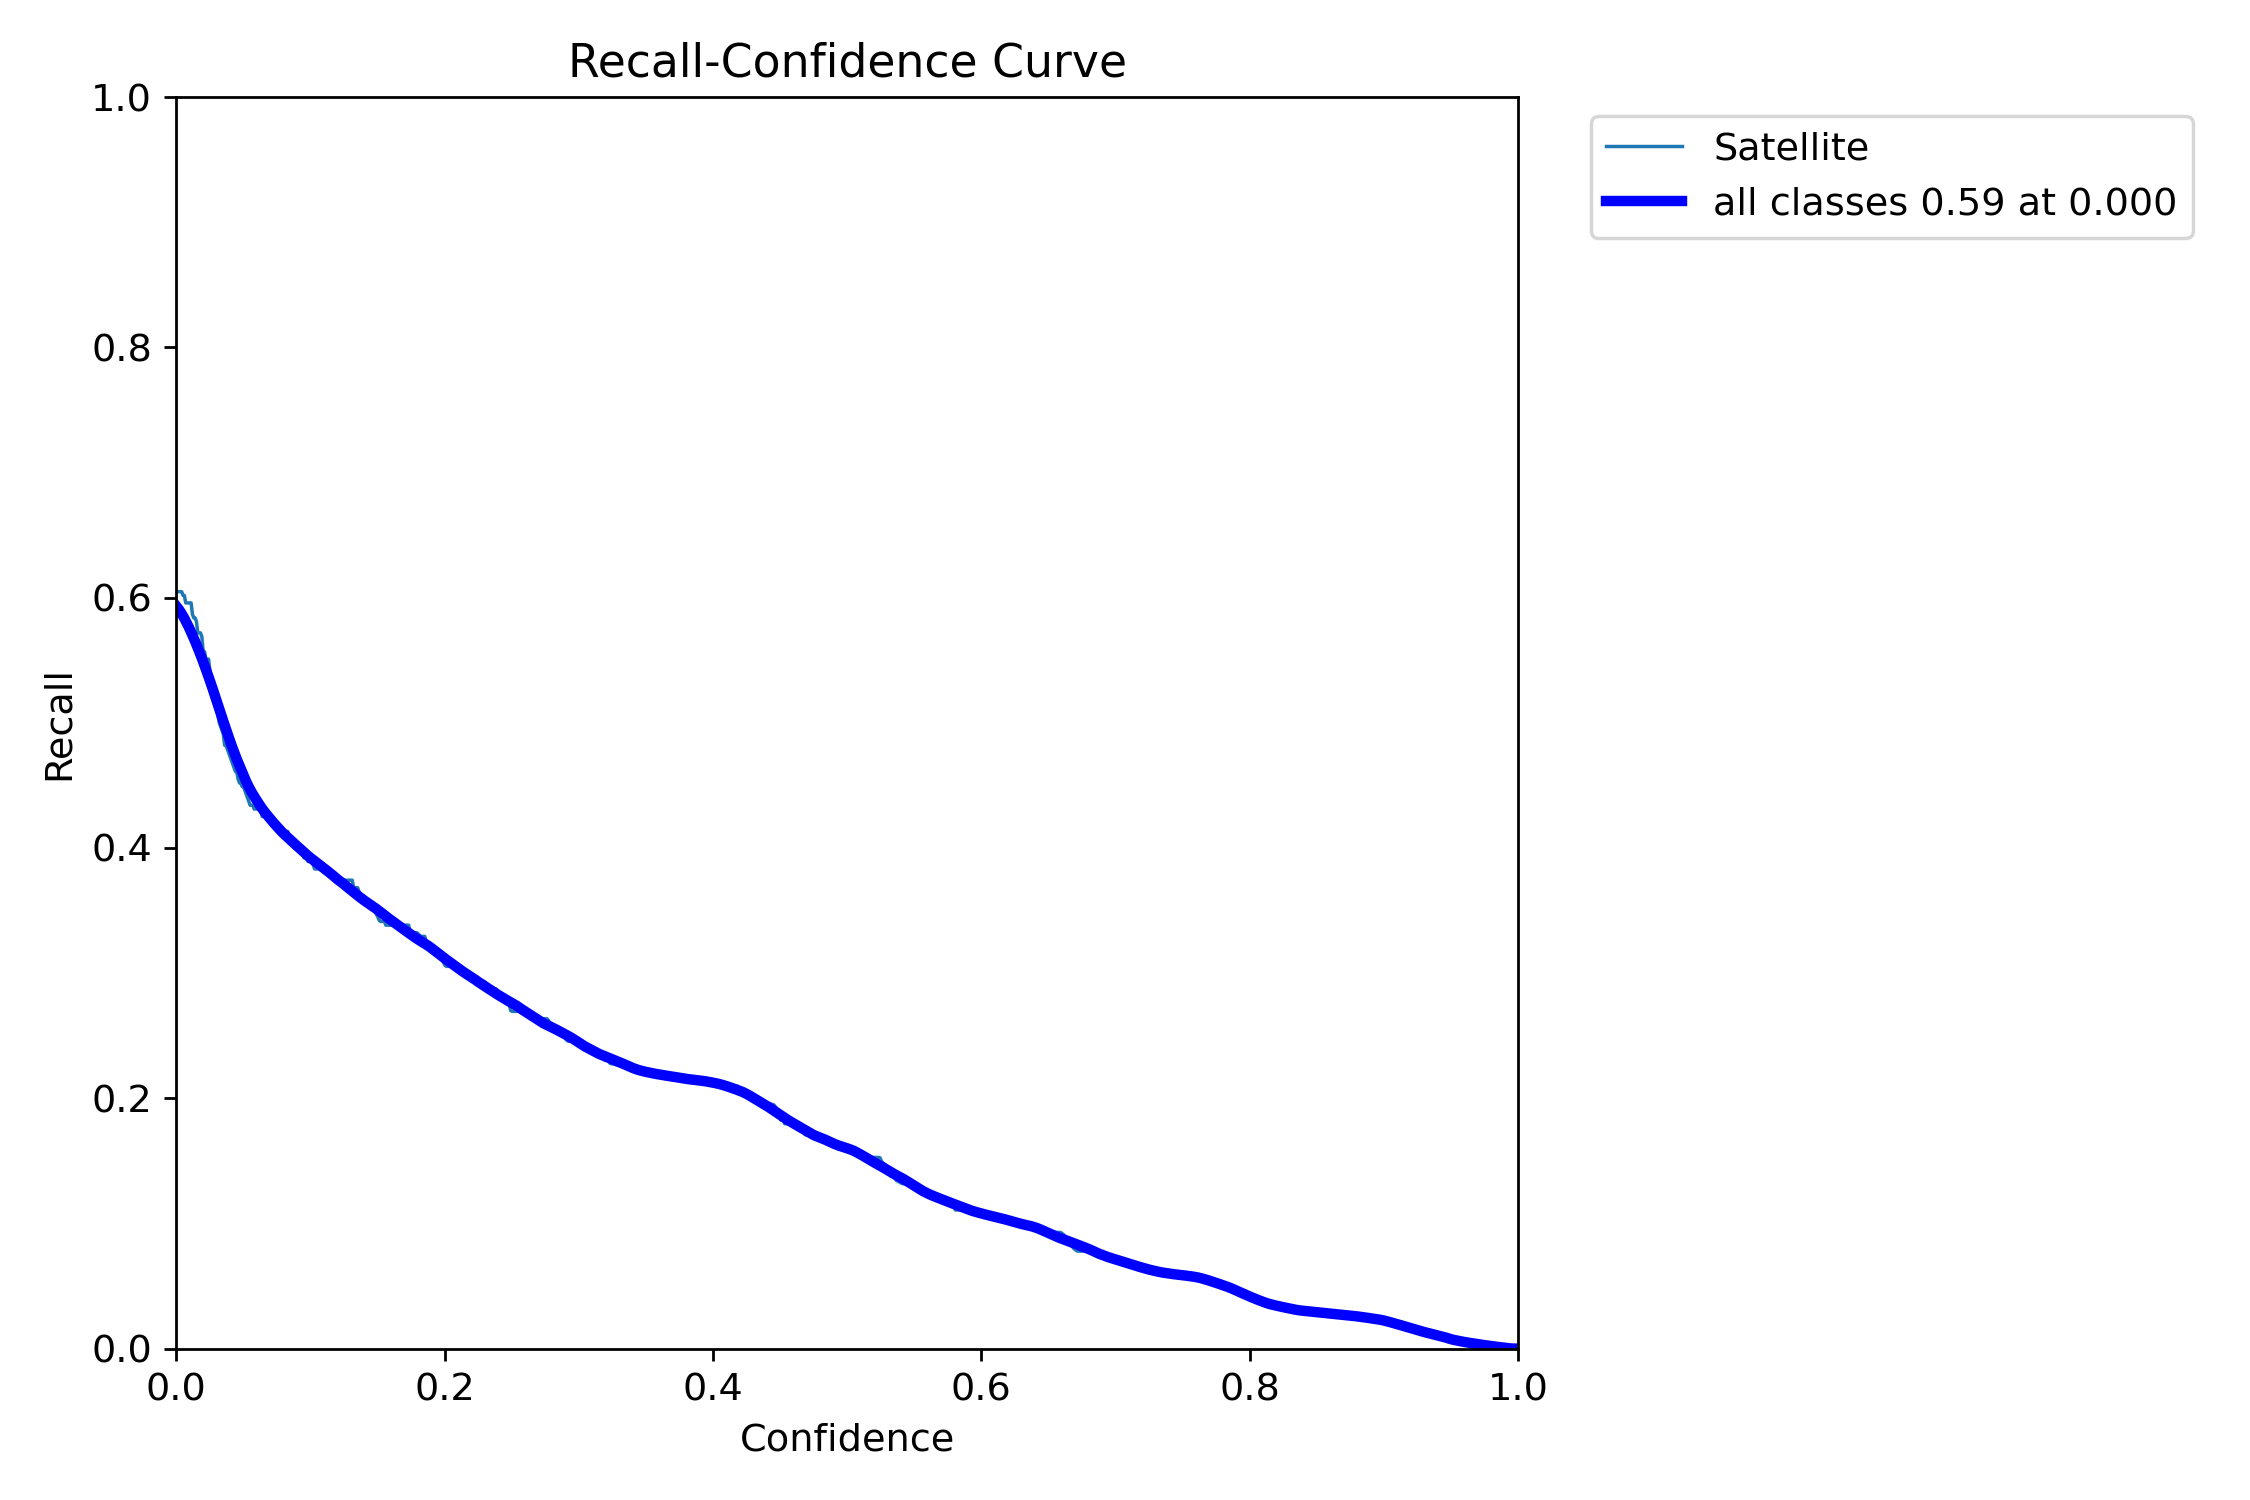 Recall-Confidence Curve
1.0
0.8
0.6
0.4
0.2
0.0
Recall
0.0 0.2 0.4 0.6 0.8 1.0
Confidence
Satellite
all classes 0.59 at 0.000